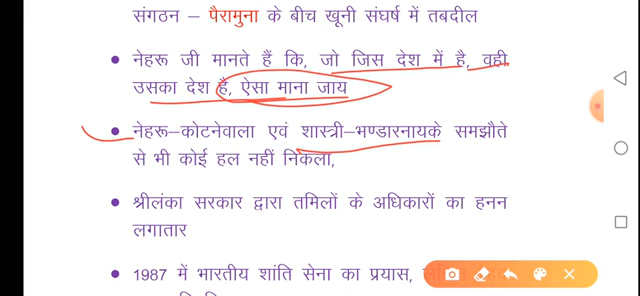 संगठन – पैरामुना के बीच खूनी संघर्ष में तबदील
• नेहरू जी मानते हैं कि, जो जिस देश में है, वही
उसका देश है, ऐसा माना जाय
• नेहरू–कोटनेवाला एवं शास्त्री–भण्डारनायके समझौते
से भी कोई हल नहीं निकला,
• श्रीलंका सरकार द्वारा तमिलों के अधिकारों का हनन
लगातार
• 1987 में भारतीय शांति सेना का प्रयास,